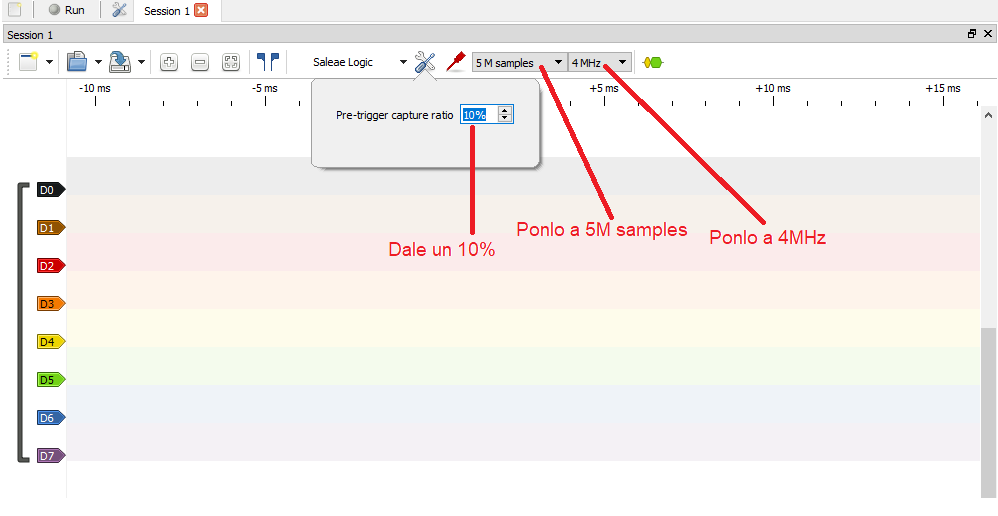 Run
Session 1
Session 1
Saleae Logic
5 M samples
4 MHz
-10 ms
-5 ms
+5 ms
+10 ms
+15 ms
Pre-trigger capture ratio
10%
D0
D1
D2
D3
D4
D5
D6
D7
Dale un 10%
Ponlo a 5M samples
Ponlo a 4MHz